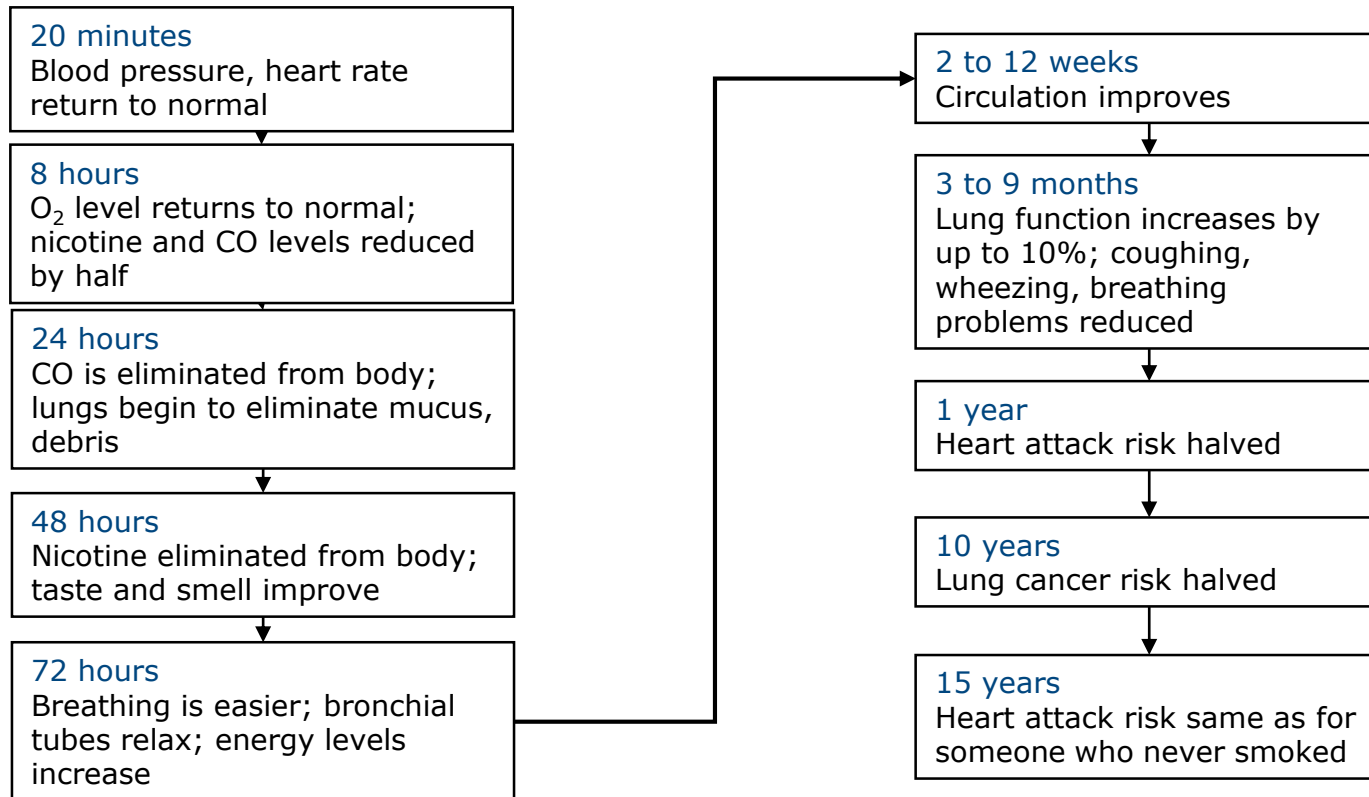 20 minutes
Blood pressure, heart rate
return to normal
8 hours
O₂ level returns to normal;
nicotine and CO levels reduced
by half
24 hours
CO is eliminated from body;
lungs begin to eliminate mucus,
debris
48 hours
Nicotine eliminated from body;
taste and smell improve
72 hours
Breathing is easier; bronchial
tubes relax; energy levels
increase
2 to 12 weeks
Circulation improves
3 to 9 months
Lung function increases by
up to 10%; coughing,
wheezing, breathing
problems reduced
1 year
Heart attack risk halved
10 years
Lung cancer risk halved
15 years
Heart attack risk same as for
someone who never smoked